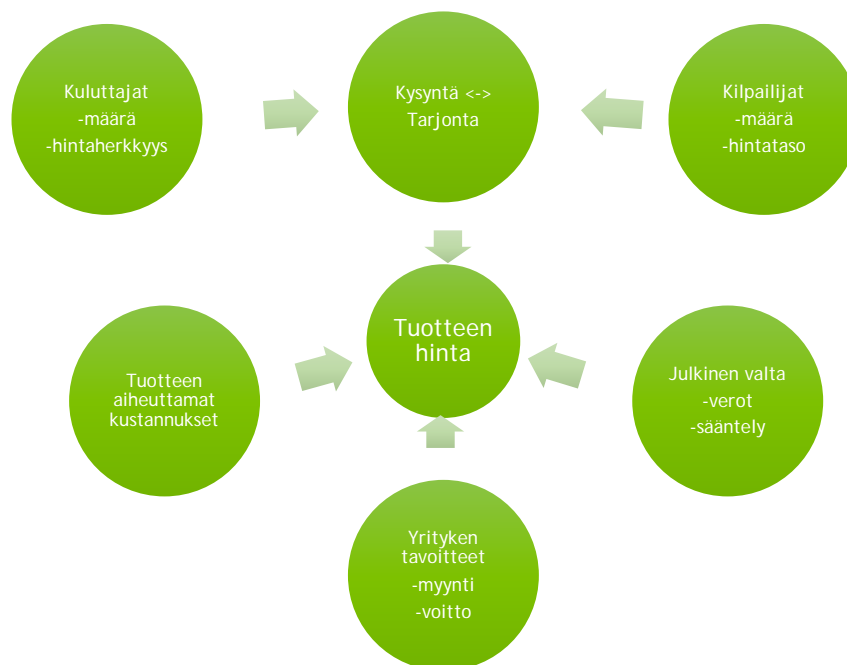 Kuluttajat
-määrä
-hintaherkkyys
Kysyntä <->
Tarjonta
Kilpailijat
-määrä
-hintataso
Tuotteen
hinta
Tuotteen
aiheuttamat
kustannukset
Julkinen valta
-verot
-sääntely
Yrityken
tavoitteet
-myynti
-voitto